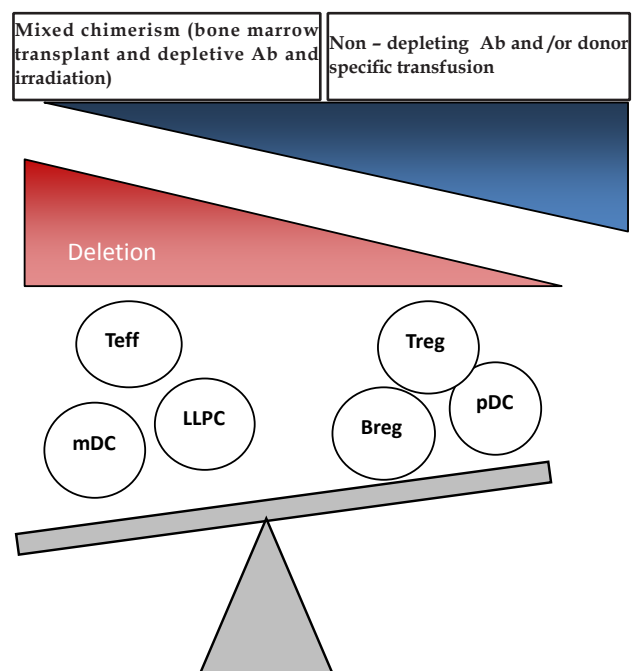 Mixed chimerism (bone marrow
transplant and depletive Ab and
irradiation)
Non – depleting Ab and /or donor
specific transfusion
Deletion
Teff
Treg
mDC
LLPC
Breg
pDC